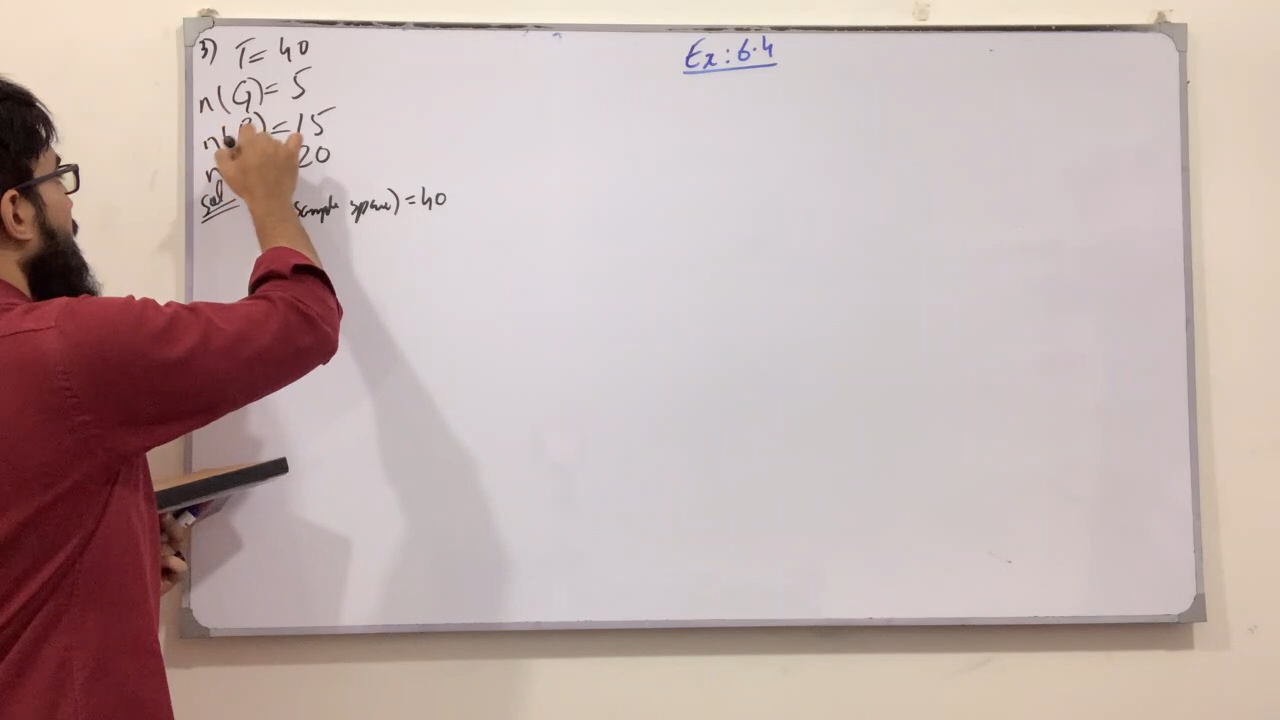 Ex: 6.4
3) T = 40
n(G) = 5
n( ) = 15
n 20
Sol sample space) = 40